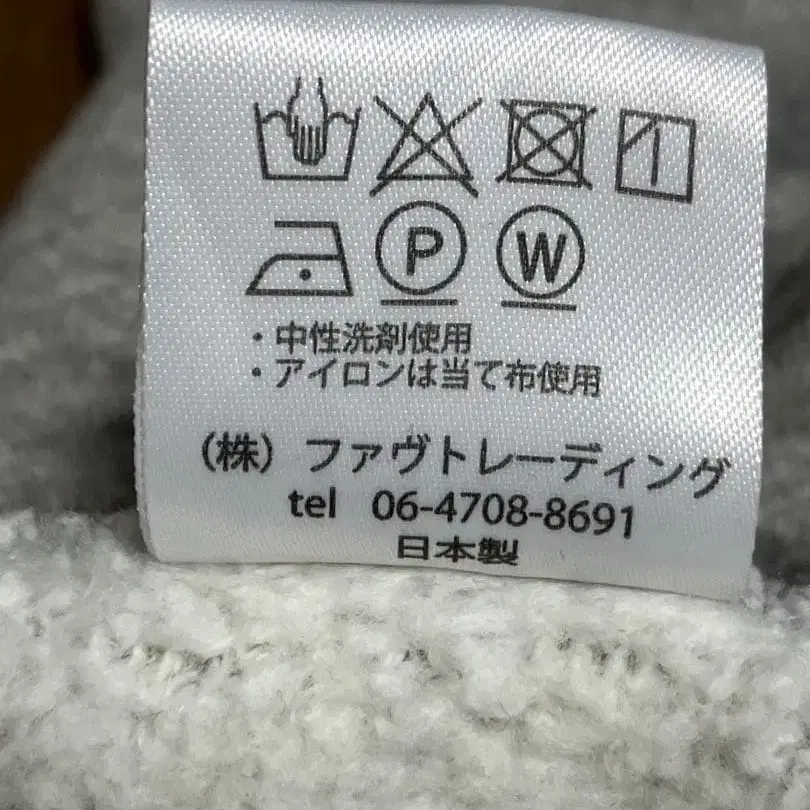 P W
・中性洗剤使用
・アイロンは当て布使用
（株）ファヴトレーディング
tel 06-4708-8691
日本製